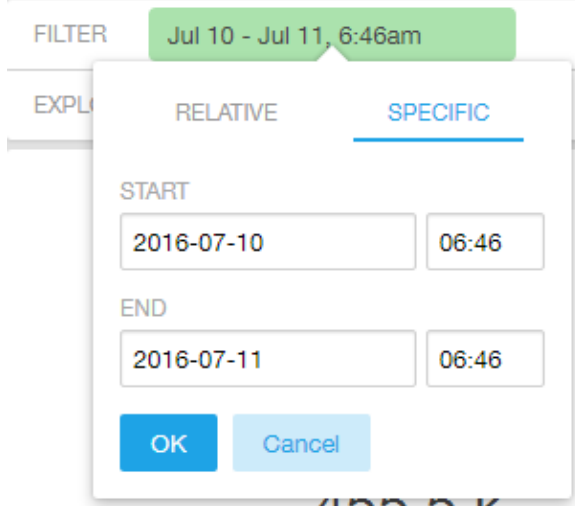 FILTER Jul 10 - Jul 11, 6:46am
EXPL
RELATIVE SPECIFIC
START
2016-07-10 06:46
END
2016-07-11 06:46
OK Cancel